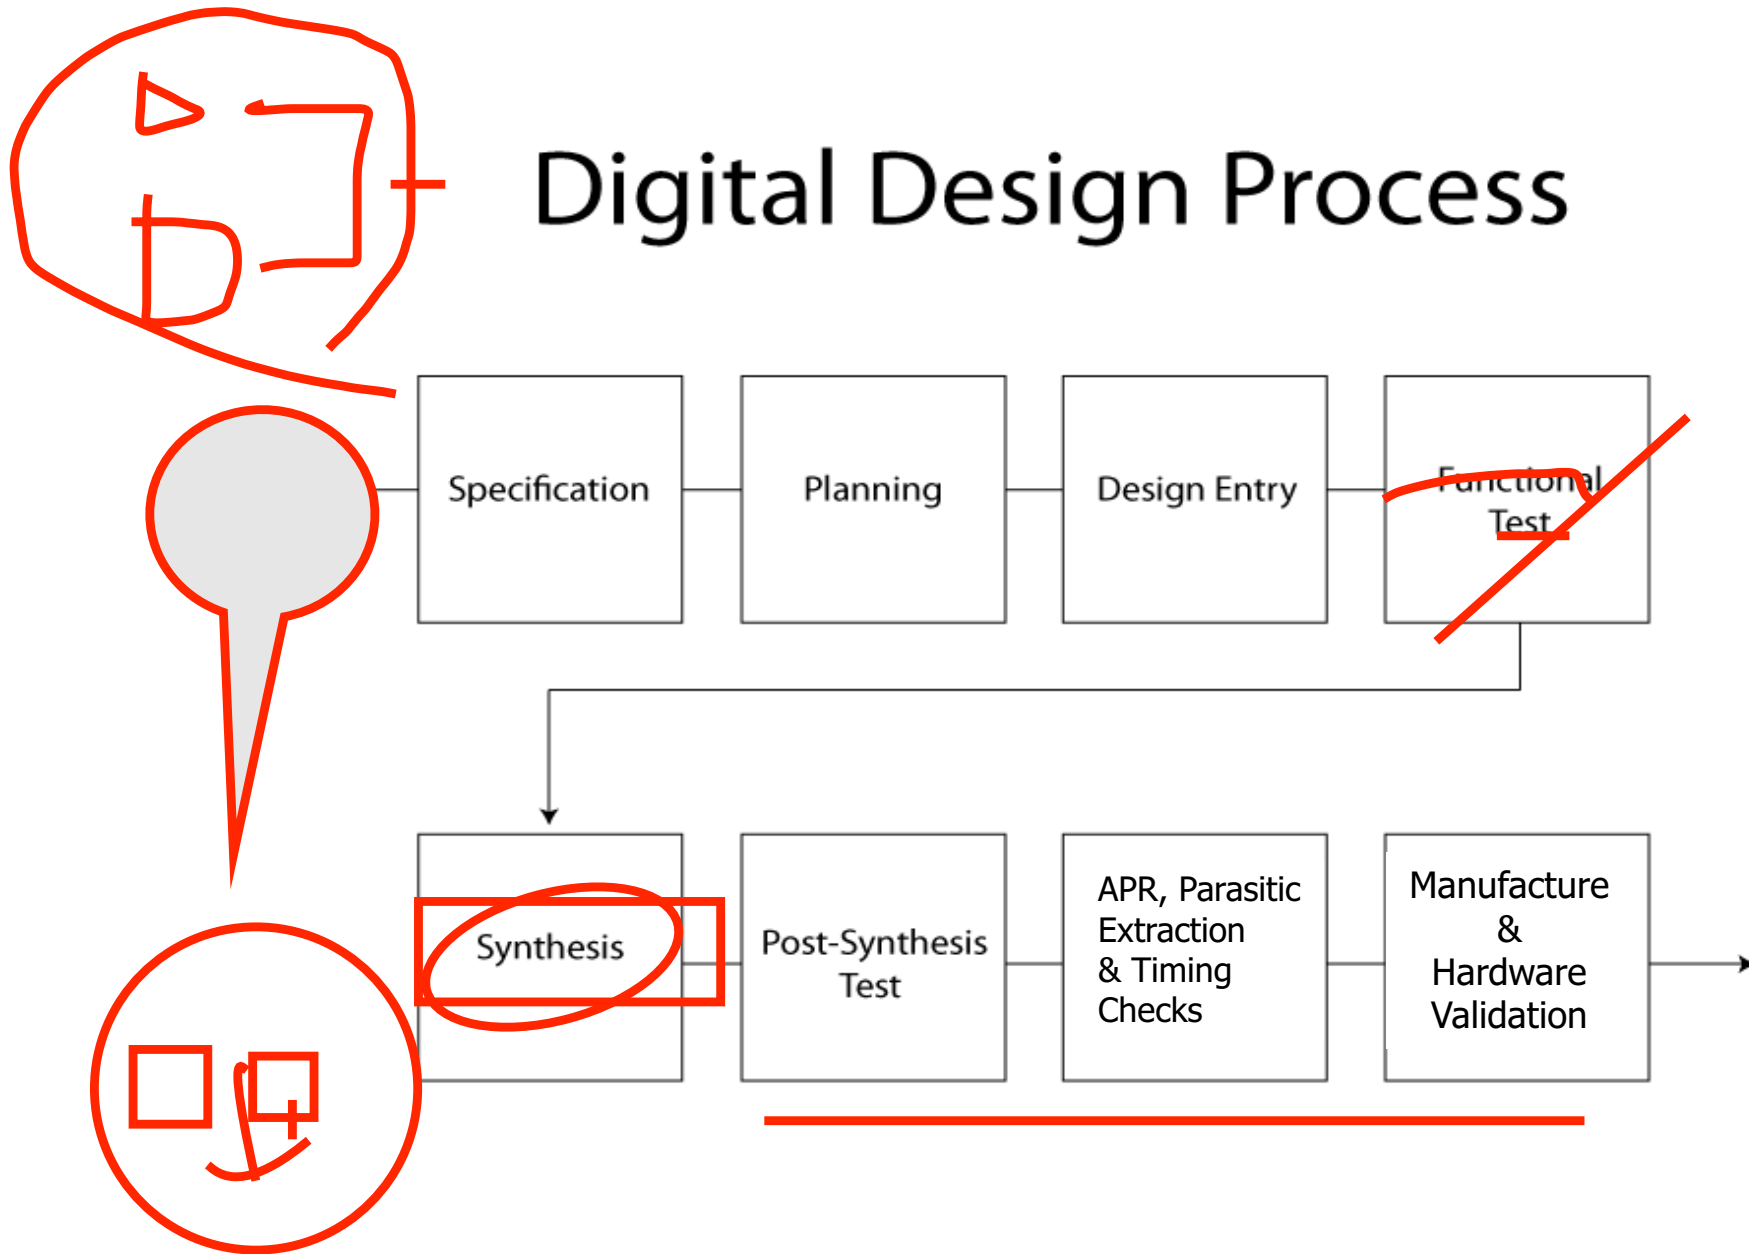 Digital Design Process
Specification
Planning
Design Entry
Functional
Test
Synthesis
Post-Synthesis
Test
APR, Parasitic
Extraction
& Timing
Checks
Manufacture
&
Hardware
Validation